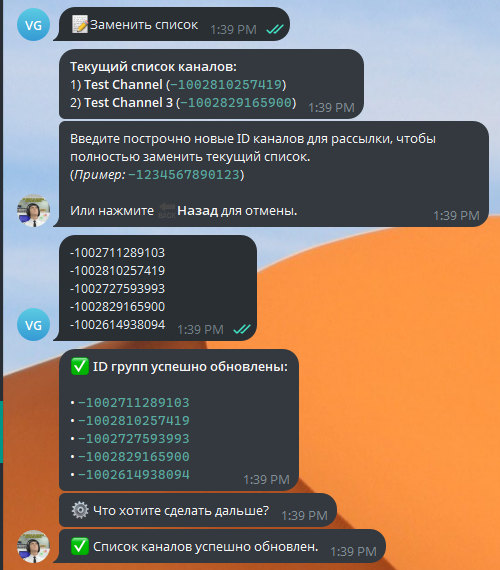 VG
📝Заменить список 1:39 PM
Текущий список каналов:
1) Test Channel (-1002810257419)
2) Test Channel 3 (-1002829165900) 1:39 PM
Введите построчно новые ID каналов для рассылки, чтобы
полностью заменить текущий список.
(Пример: -1234567890123)
Или нажмите 🔙Назад для отмены. 1:39 PM
-1002711289103
-1002810257419
-1002727593993
-1002829165900
VG
-1002614938094 1:39 PM
✅ ID групп успешно обновлены:
• -1002711289103
• -1002810257419
• -1002727593993
• -1002829165900
• -1002614938094 1:39 PM
⚙️ Что хотите сделать дальше? 1:39 PM
✅ Список каналов успешно обновлен. 1:39 PM